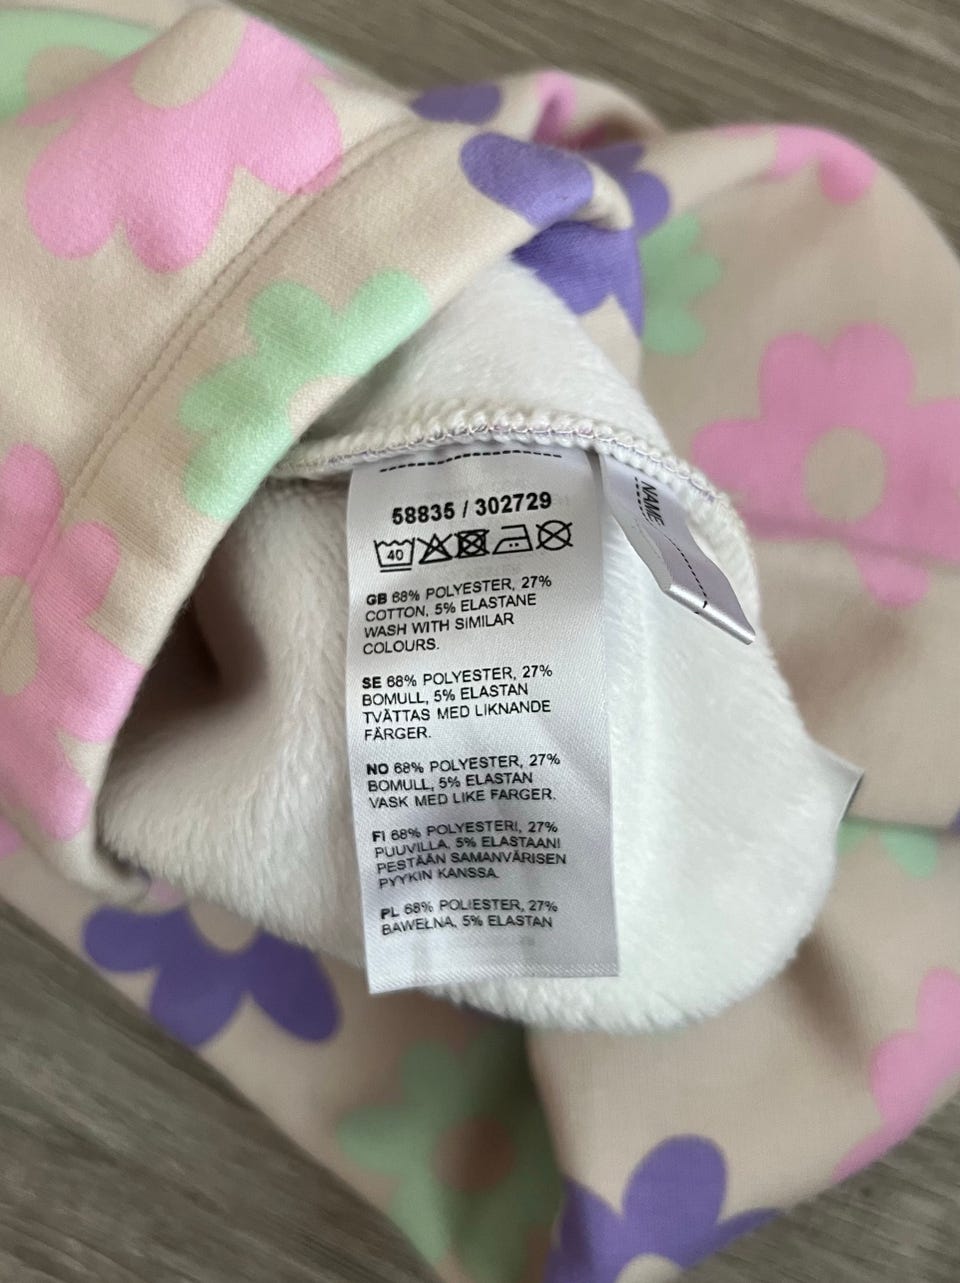 58835 / 302729
40
GB 68% POLYESTER, 27%
COTTON, 5% ELASTANE
WASH WITH SIMILAR
COLOURS.
SE 68% POLYESTER, 27%
BOMULL, 5% ELASTAN
TVÄTTAS MED LIKNANDE
FÄRGER.
NO 68% POLYESTER, 27%
BOMULL, 5% ELASTAN
VASK MED LIKE FARGER.
FI 68% POLYESTERI, 27%
PUUVILLA, 5% ELASTAANI
PESTÄÄN SAMANVÄRISEN
PYYKIN KANSSA.
PL 68% POLIESTER, 27%
BAWEŁNA, 5% ELASTAN
NAME